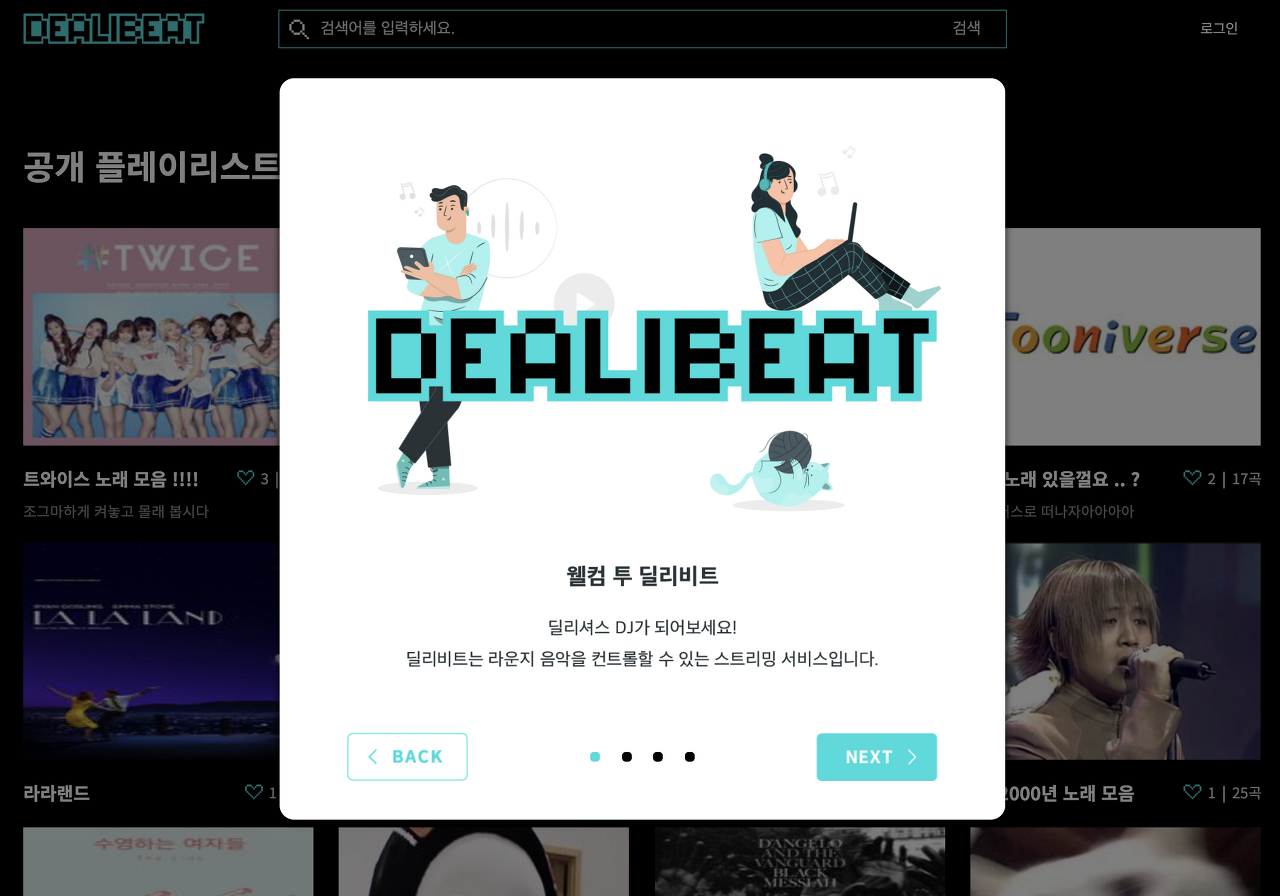 DEALIBEAT
검색어를 입력하세요.
검색
로그인
공개 플레이리스트
#TWICE
Tooniverse
DEALIBEAT
트와이스 노래 모음 !!!!
3 |
노래 있을껄요 .. ?
2 | 17곡
조그마하게 켜놓고 몰래 봅시다
스로 떠나자아아아아
RYAN GOSLING EMMA STONE
LA LA LAND
웰컴 투 딜리비트
딜리셔스 DJ가 되어보세요!
딜리비트는 라운지 음악을 컨트롤할 수 있는 스트리밍 서비스입니다.
BACK
NEXT
라라랜드
1
2000년 노래 모음
1 | 25곡
수영하는 여자들
D'ANGELO
AND THE
VANGUARD
BLACK
MESSIAH